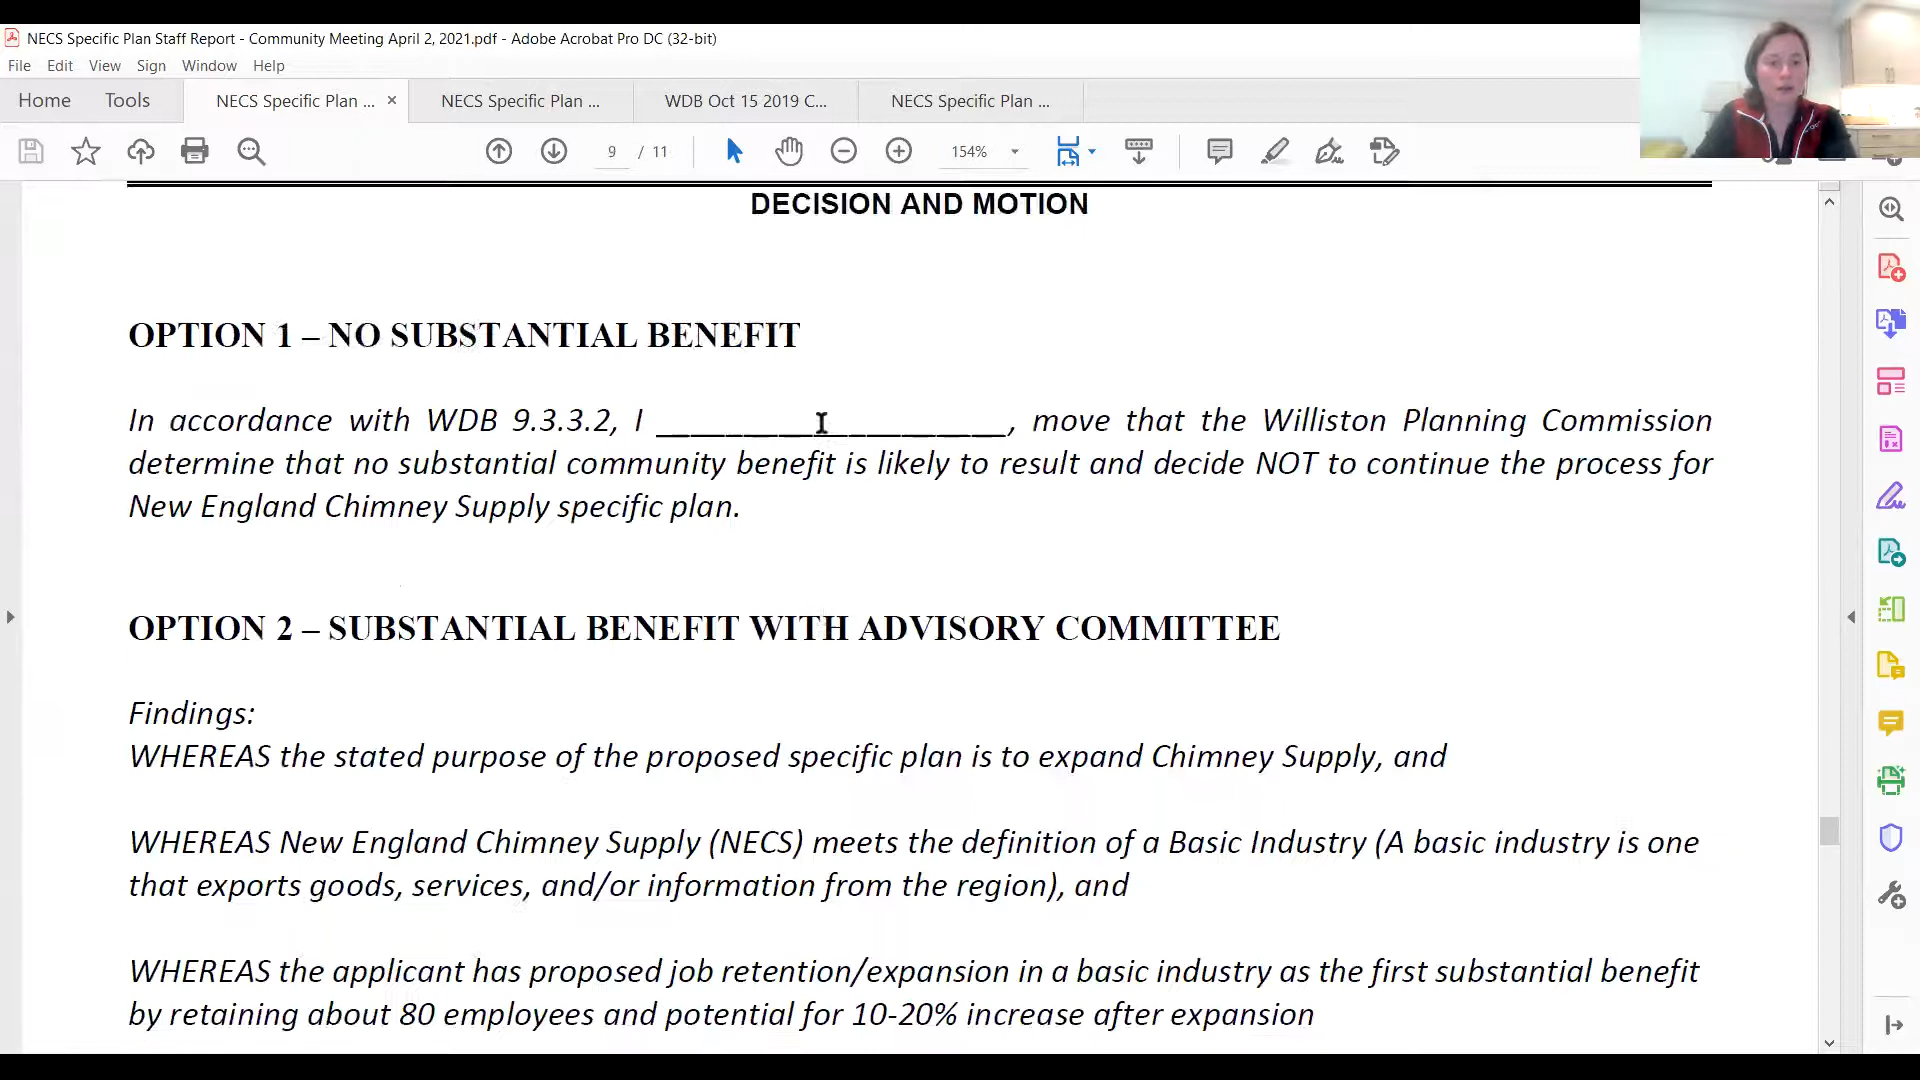 NECS Specific Plan Staff Report - Community Meeting April 2, 2021.pdf - Adobe Acrobat Pro DC (32-bit)
File Edit View Sign Window Help
Home Tools NECS Specific Plan ... × NECS Specific Plan ... WDB Oct 15 2019 C... NECS Specific Plan ...
9 / 11 154%
DECISION AND MOTION
OPTION 1 – NO SUBSTANTIAL BENEFIT
In accordance with WDB 9.3.3.2, I ____________________, move that the Williston Planning Commission
determine that no substantial community benefit is likely to result and decide NOT to continue the process for
New England Chimney Supply specific plan.
OPTION 2 – SUBSTANTIAL BENEFIT WITH ADVISORY COMMITTEE
Findings:
WHEREAS the stated purpose of the proposed specific plan is to expand Chimney Supply, and
WHEREAS New England Chimney Supply (NECS) meets the definition of a Basic Industry (A basic industry is one
that exports goods, services, and/or information from the region), and
WHEREAS the applicant has proposed job retention/expansion in a basic industry as the first substantial benefit
by retaining about 80 employees and potential for 10-20% increase after expansion